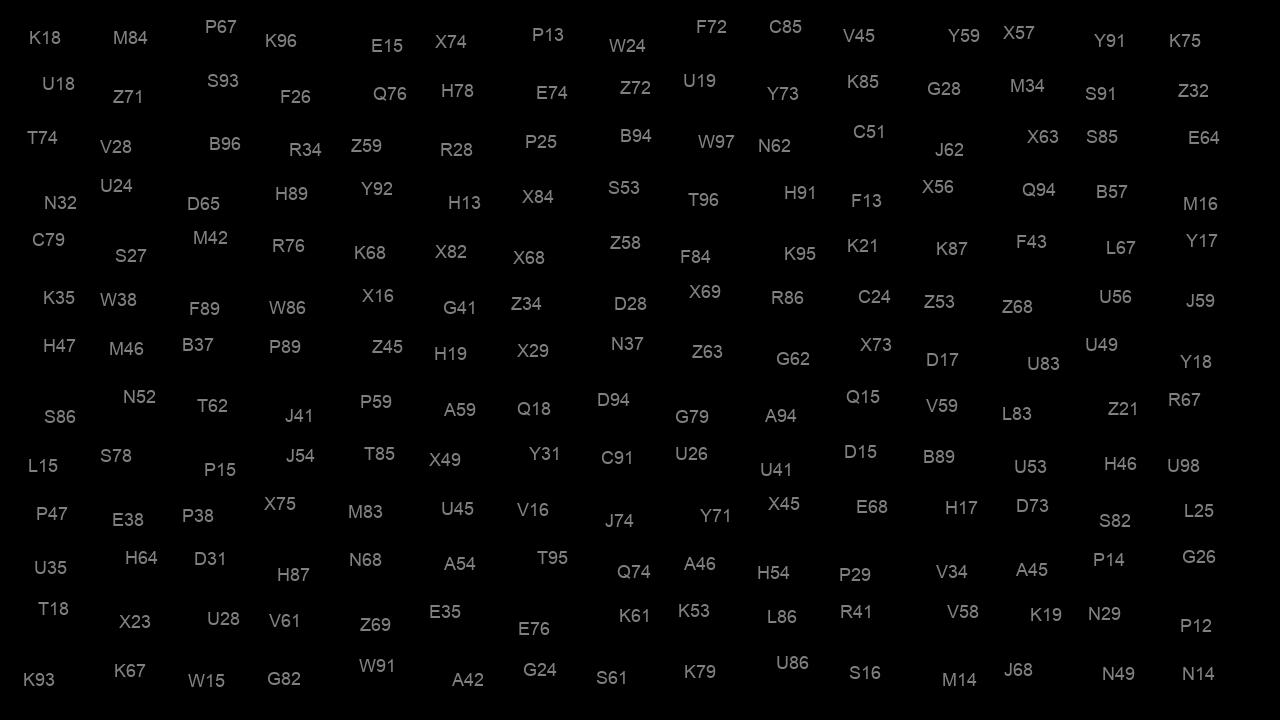 K18 M84 P67 K96 E15 X74 P13 W24 F72 C85 V45 Y59 X57 Y91 K75
U18 Z71 S93 F26 Q76 H78 E74 Z72 U19 Y73 K85 G28 M34 S91 Z32
T74 V28 B96 R34 Z59 R28 P25 B94 W97 N62 C51 J62 X63 S85 E64
N32 U24 D65 H89 Y92 H13 X84 S53 T96 H91 F13 X56 Q94 B57 M16
C79 S27 M42 R76 K68 X82 X68 Z58 F84 K95 K21 K87 F43 L67 Y17
K35 W38 F89 W86 X16 G41 Z34 D28 X69 R86 C24 Z53 Z68 U56 J59
H47 M46 B37 P89 Z45 H19 X29 N37 Z63 G62 X73 D17 U83 U49 Y18
S86 N52 T62 J41 P59 A59 Q18 D94 G79 A94 Q15 V59 L83 Z21 R67
L15 S78 P15 J54 T85 X49 Y31 C91 U26 U41 D15 B89 U53 H46 U98
P47 E38 P38 X75 M83 U45 V16 J74 Y71 X45 E68 H17 D73 S82 L25
U35 H64 D31 H87 N68 A54 T95 Q74 A46 H54 P29 V34 A45 P14 G26
T18 X23 U28 V61 Z69 E35 E76 K61 K53 L86 R41 V58 K19 N29 P12
K93 K67 W15 G82 W91 A42 G24 S61 K79 U86 S16 M14 J68 N49 N14